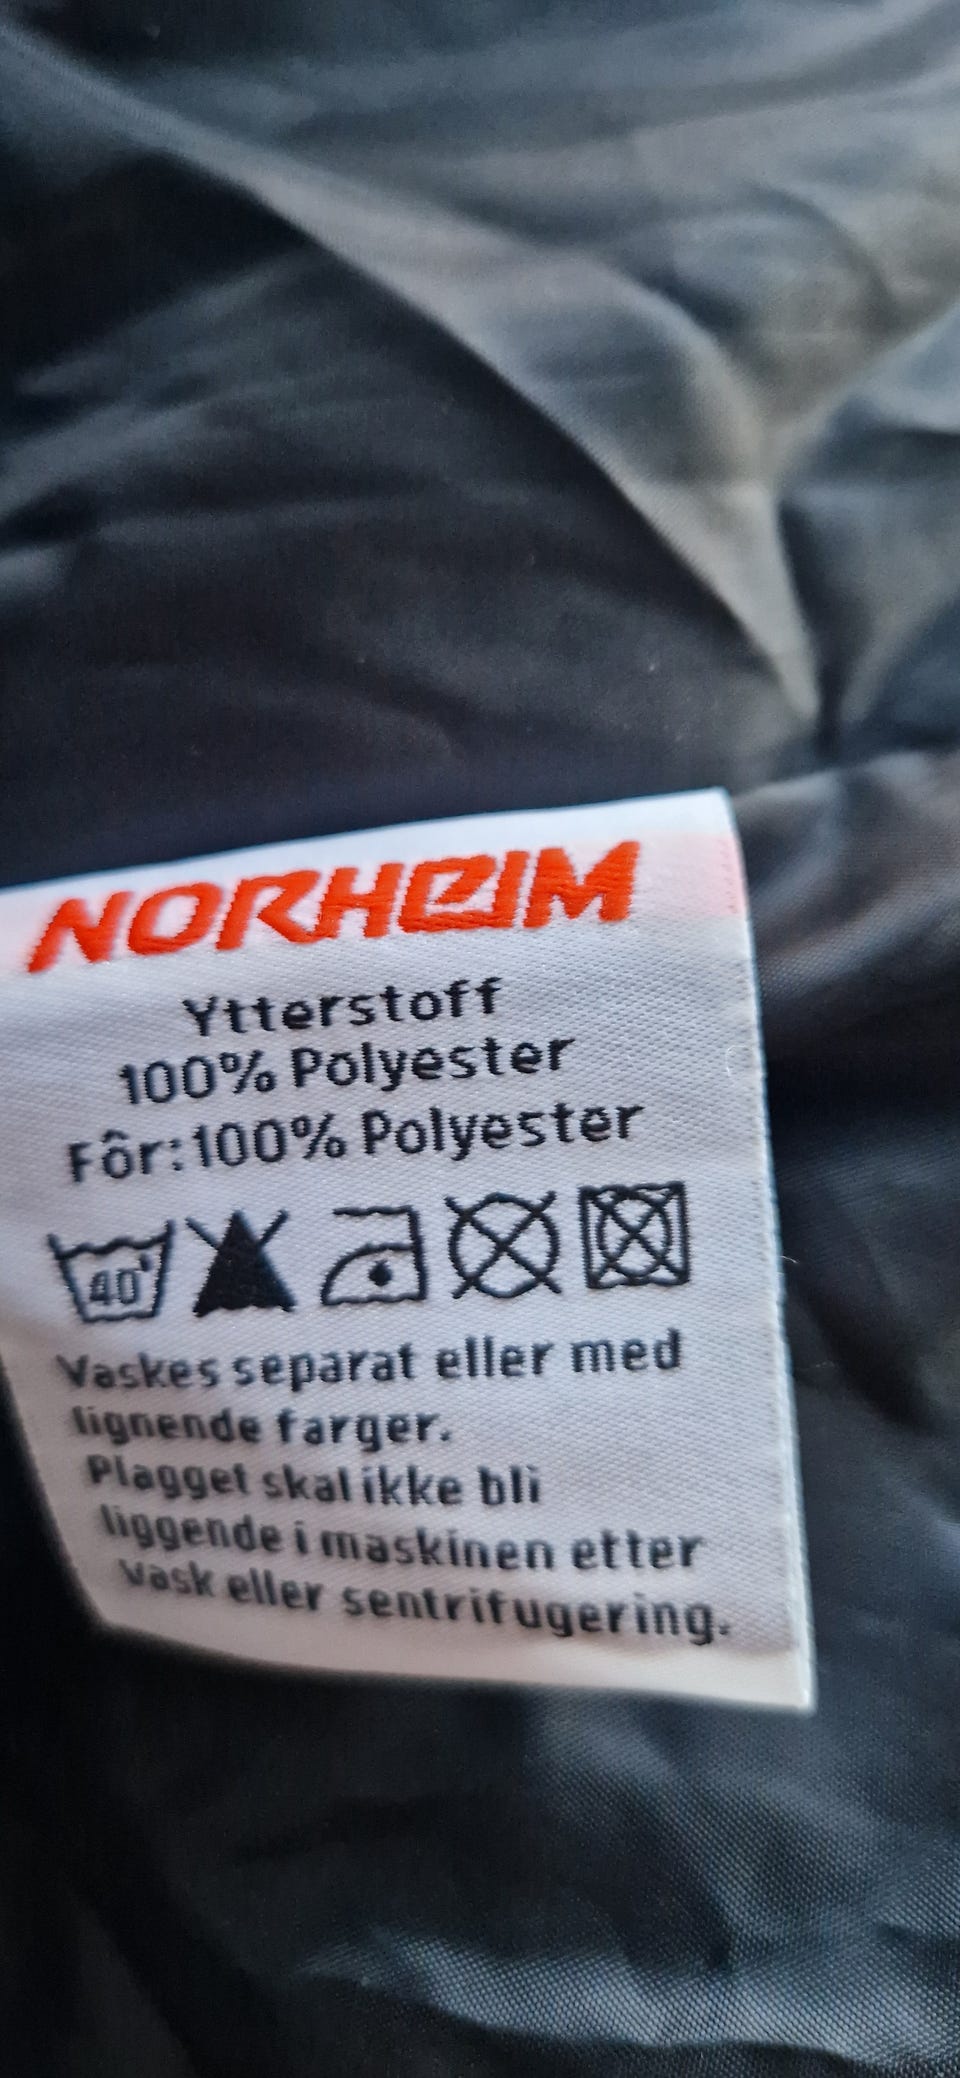 NORHEIM
Ytterstoff
100% Polyester
Fôr:100% Polyester
40°
Vaskes separat eller med
lignende farger.
Plagget skal ikke bli
liggende i maskinen etter
vask eller sentrifugering.